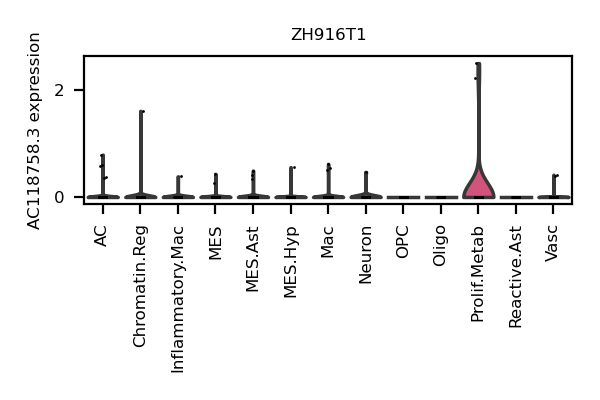 ZH916T1
AC118758.3 expression
2
0
AC
Chromatin.Reg
Inflammatory.Mac
MES
MES.Ast
MES.Hyp
Mac
Neuron
OPC
Oligo
Prolif.Metab
Reactive.Ast
Vasc